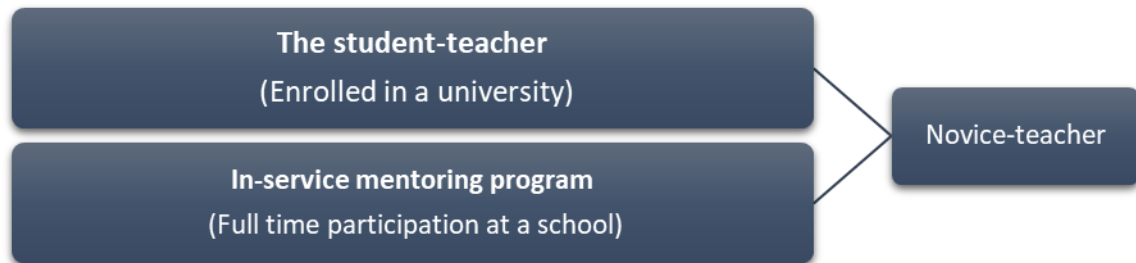 The student-teacher
(Enrolled in a university)
In-service mentoring program
(Full time participation at a school)
Novice-teacher